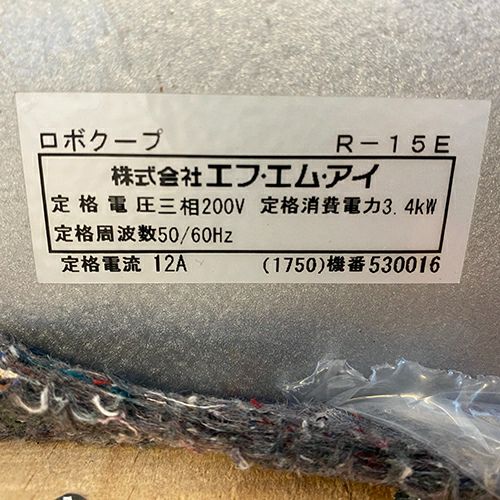 ロボクープ R-15E
株式会社エフ・エム・アイ
定格電圧三相200V 定格消費電力3.4kW
定格周波数50/60Hz
定格電流 12A (1750)機番530016